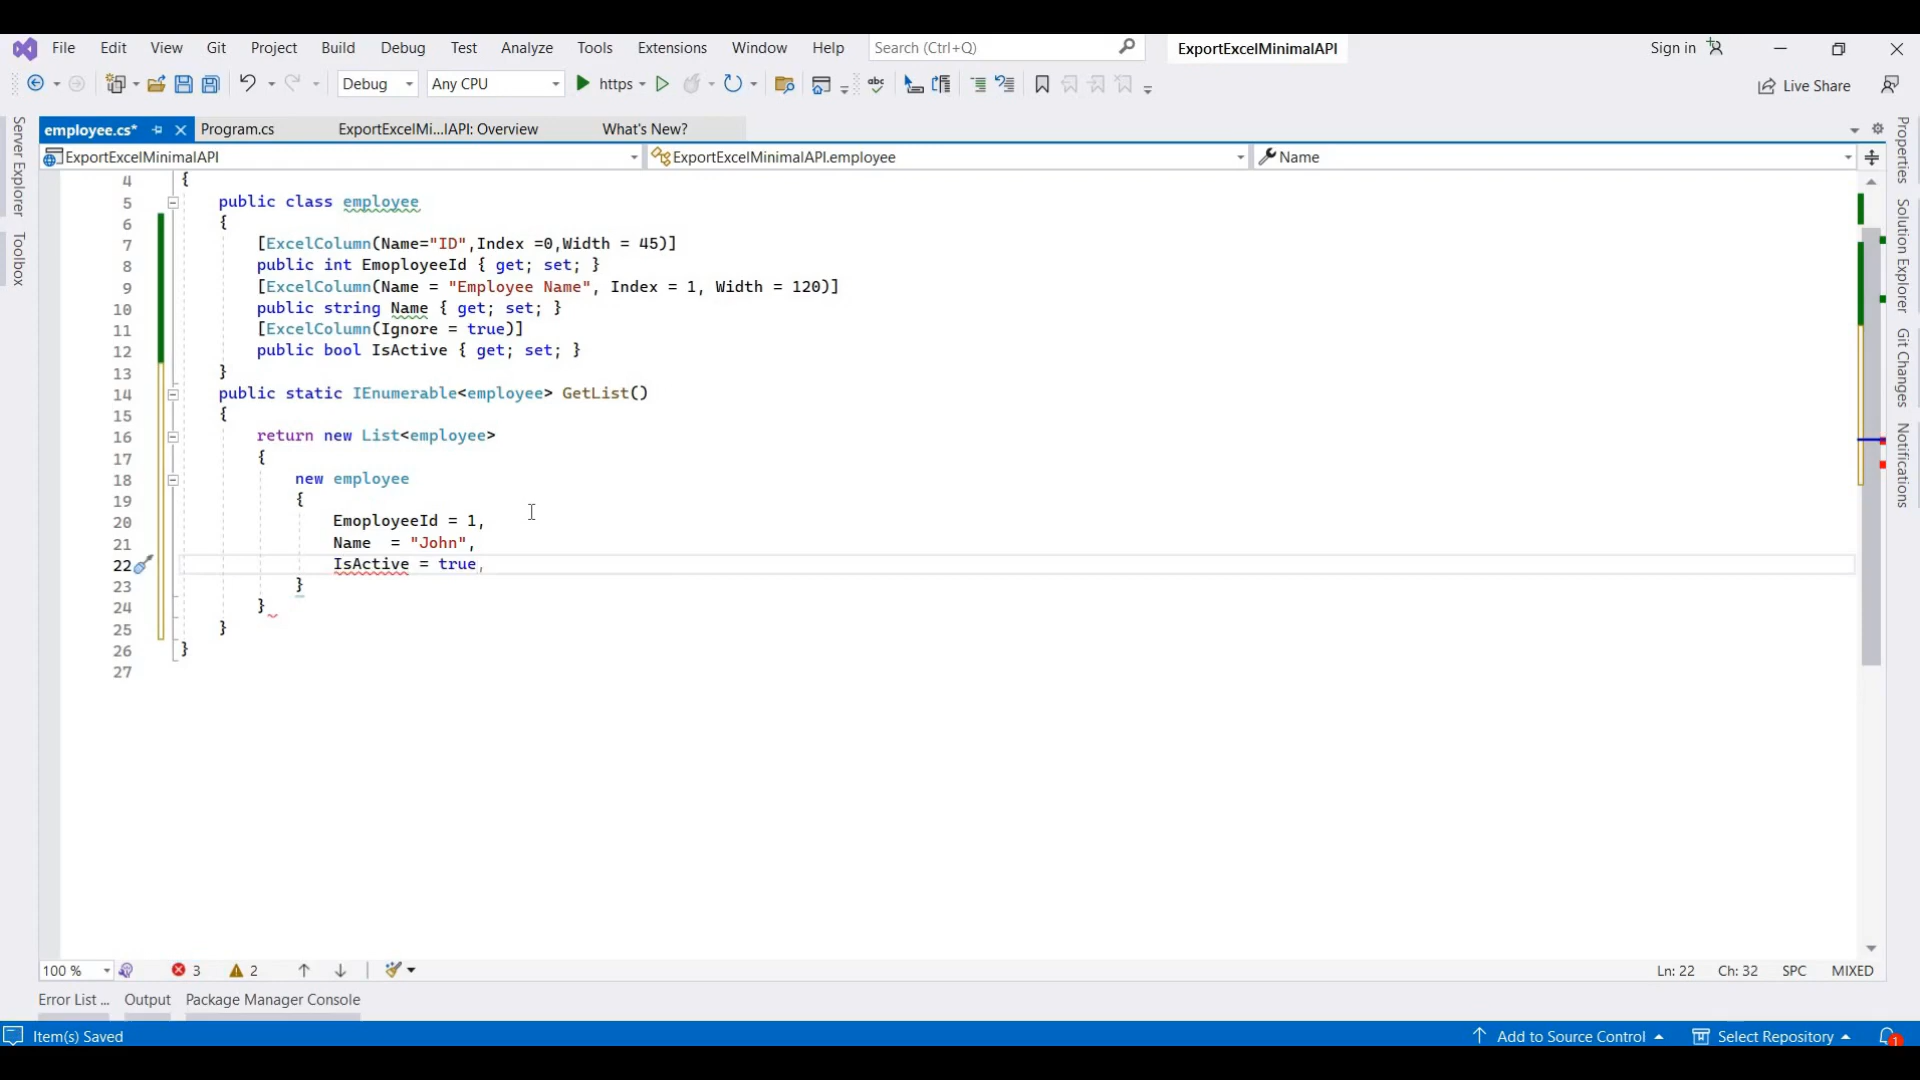 File Edit View Git Project Build Debug Test Analyze Tools Extensions Window Help Search (Ctrl+Q) ExportExcelMinimalAPI Sign in
Debug Any CPU https Live Share
employee.cs* Program.cs ExportExcelMi...IAPI: Overview What's New?
ExportExcelMinimalAPI ExportExcelMinimalAPI.employee Name
Server Explorer
Toolbox
4 {
5 public class employee
6 {
7 [ExcelColumn(Name="ID",Index =0,Width = 45)]
8 public int EmoployeeId { get; set; }
9 [ExcelColumn(Name = "Employee Name", Index = 1, Width = 120)]
10 public string Name { get; set; }
11 [ExcelColumn(Ignore = true)]
12 public bool IsActive { get; set; }
13 }
14 public static IEnumerable<employee> GetList()
15 {
16 return new List<employee>
17 {
18 new employee
19 {
20 EmoployeeId = 1,
21 Name  = "John",
22 IsActive = true,
23 }
24 }
25 }
26 }
27
Properties
Solution Explorer
Git Changes
Notifications
100 % 3 2 Ln: 22 Ch: 32 SPC MIXED
Error List ... Output Package Manager Console
Item(s) Saved Add to Source Control Select Repository 1